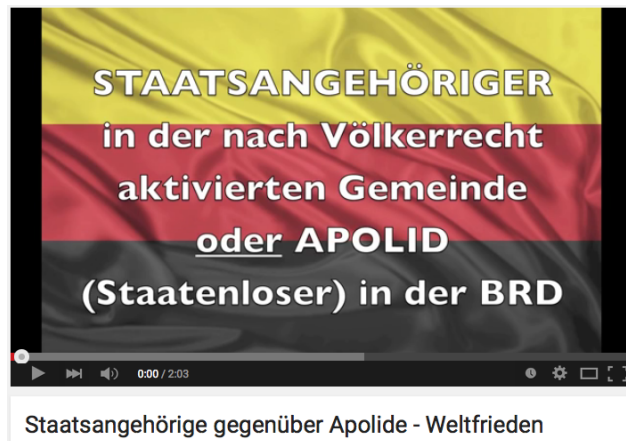 STAATSANGEHÖRIGER
in der nach Völkerrecht
aktivierten Gemeinde
oder APOLID
(Staatenloser) in der BRD
0:00 / 2:03
Staatsangehörige gegenüber Apolide - Weltfrieden